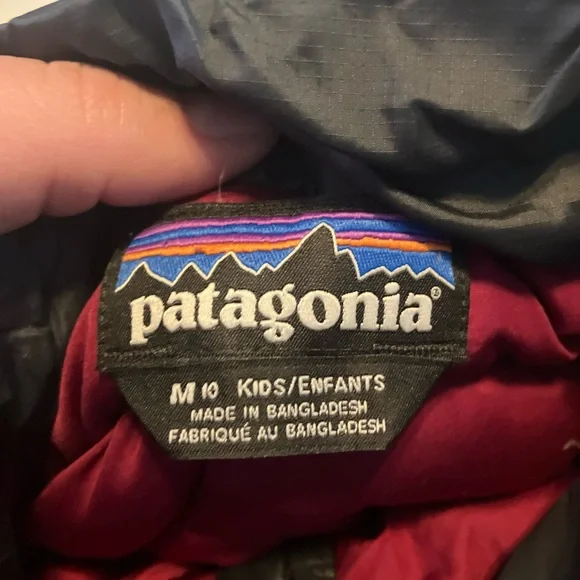 patagonia®
M 10 KIDS/ENFANTS
MADE IN BANGLADESH
FABRIQUÉ AU BANGLADESH